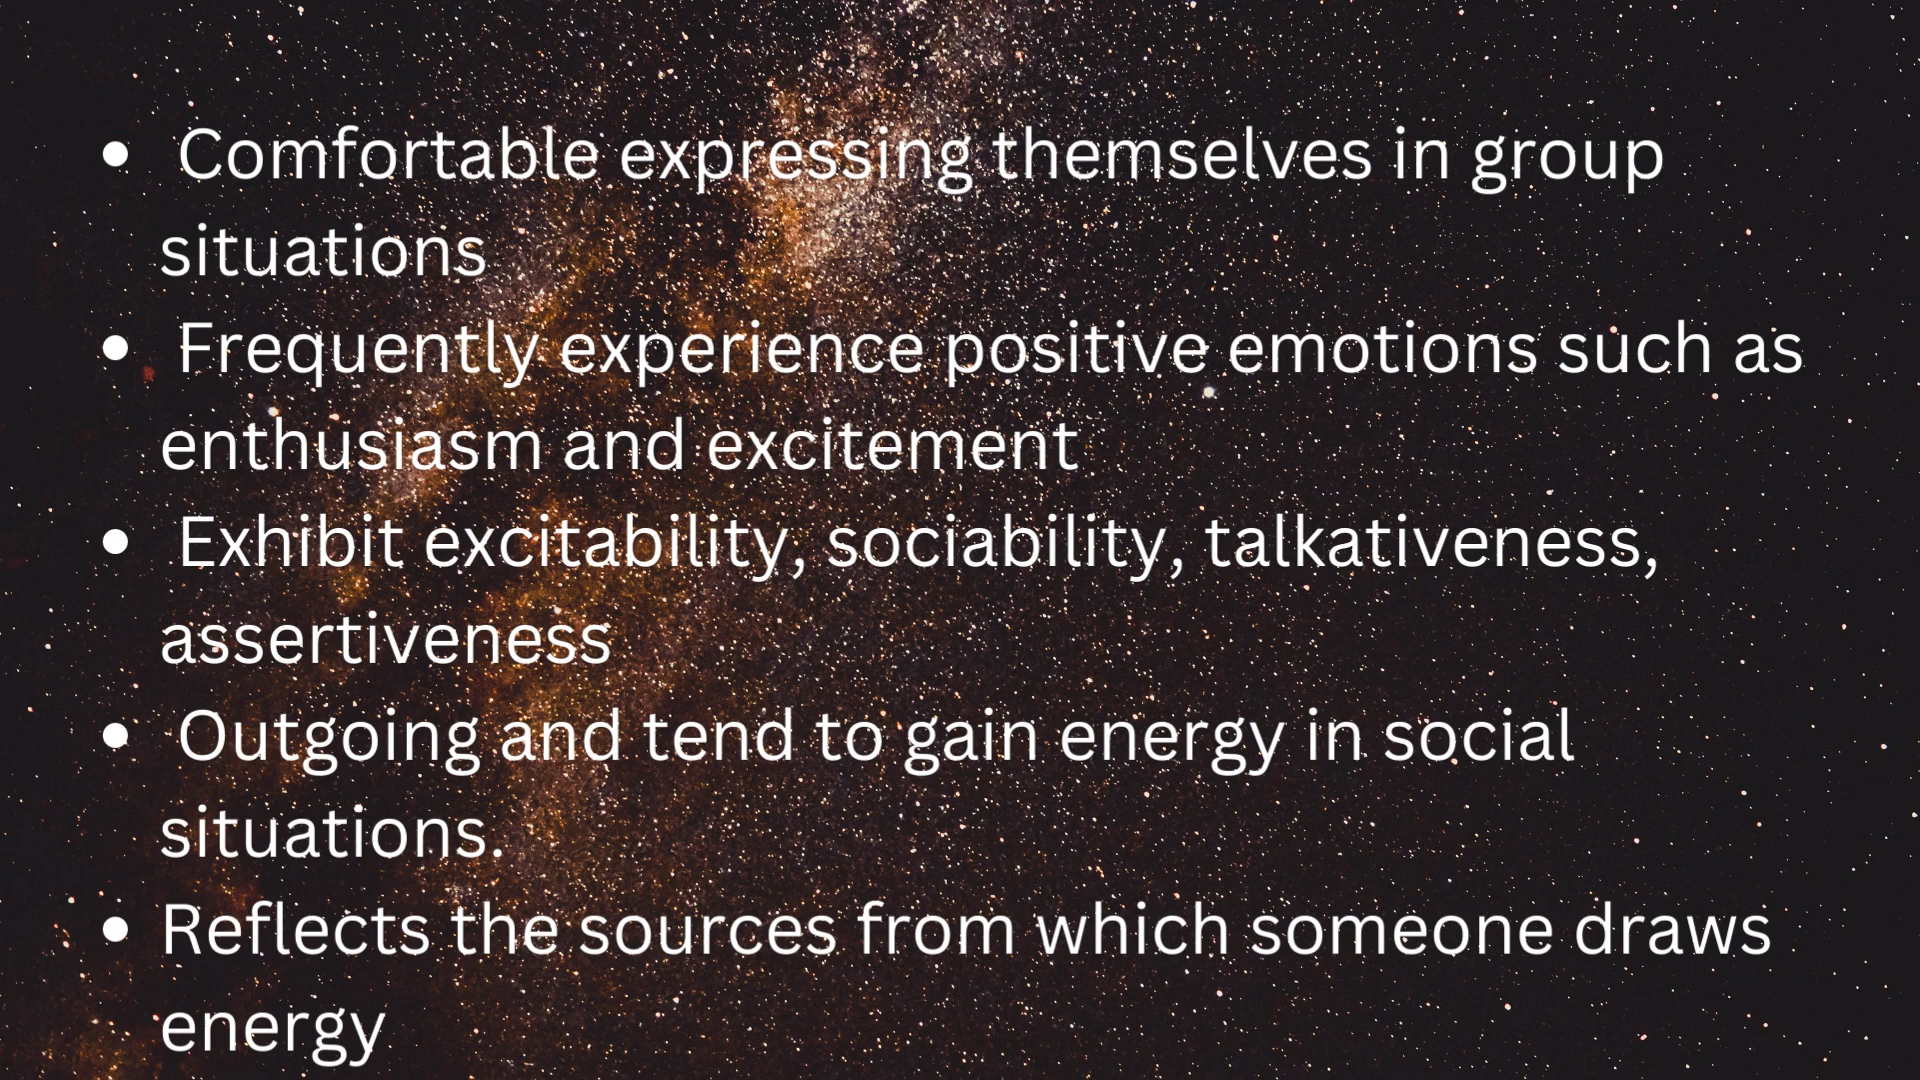 • Comfortable expressing themselves in group
situations
• Frequently experience positive emotions such as
enthusiasm and excitement
• Exhibit excitability, sociability, talkativeness,
assertiveness
• Outgoing and tend to gain energy in social
situations.
• Reflects the sources from which someone draws
energy